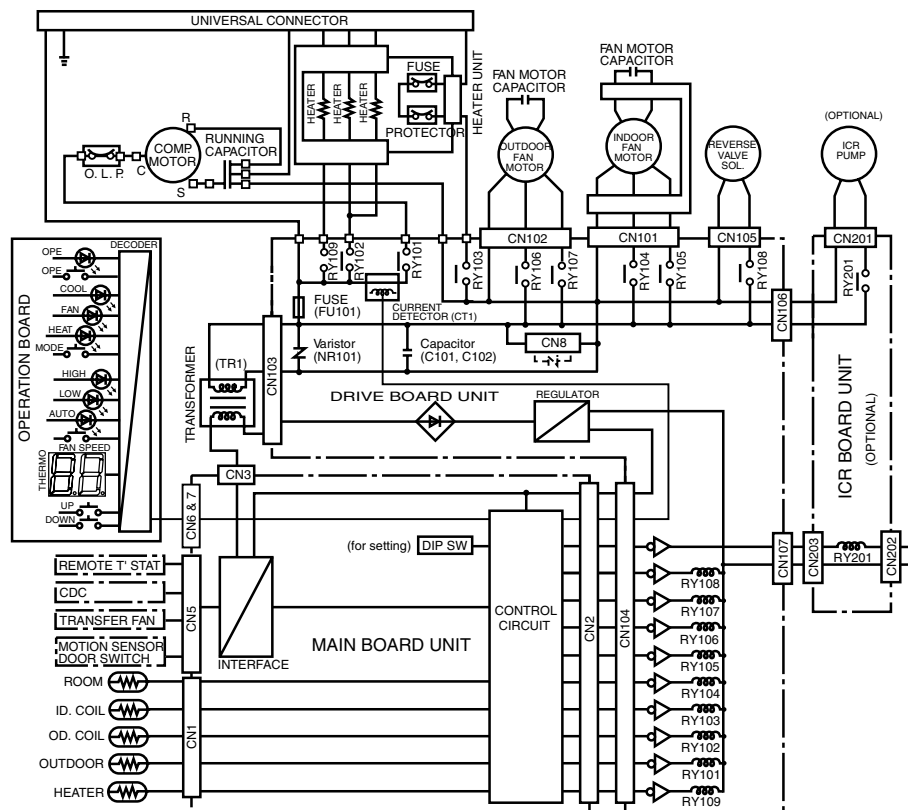 UNIVERSAL CONNECTOR
FUSE
PROTECTOR
HEATER UNIT
HEATER
HEATER
HEATER
FAN MOTOR
CAPACITOR
FAN MOTOR
CAPACITOR
(OPTIONAL)
R
C
S
COMP
MOTOR
RUNNING
CAPACITOR
O. L. P.
OUTDOOR
FAN
MOTOR
INDOOR
FAN
MOTOR
REVERSE
VALVE
SOL.
ICR
PUMP
CN102
CN101
CN105
CN201
RY109
RY102
RY101
RY103
RY106
RY107
RY104
RY105
RY108
RY201
CN106
OPERATION BOARD
DECODER
OPE
OPE
COOL
FAN
HEAT
MODE
HIGH
LOW
AUTO
FAN SPEED
THERMO
UP
DOWN
FUSE
(FU101)
CURRENT
DETECTOR (CT1)
Varistor
(NR101)
Capacitor
(C101, C102)
CN8
TRANSFORMER
(TR1)
CN103
DRIVE BOARD UNIT
REGULATOR
ICR BOARD UNIT
(OPTIONAL)
CN3
CN6 & 7
(for setting)
DIP SW
CN107
CN203
RY201
CN202
REMOTE T' STAT
CDC
TRANSFER FAN
MOTION SENSOR
DOOR SWITCH
CN5
INTERFACE
MAIN BOARD UNIT
CONTROL
CIRCUIT
CN2
CN104
RY108
RY107
RY106
RY105
RY104
RY103
RY102
RY101
RY109
ROOM
ID. COIL
OD. COIL
OUTDOOR
HEATER
CN1